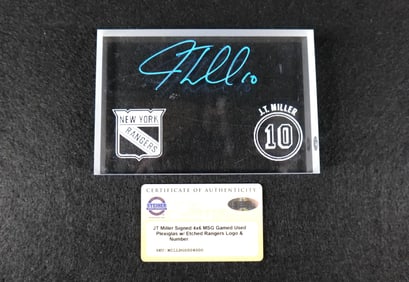 10
NEW YORK
RANGERS
J.T. MILLER
10
CERTIFICATE OF AUTHENTICITY
STEINER
JT Miller Signed 4x6 MSG Gamed Used
Plexiglas w/ Etched Rangers Logo &
Number